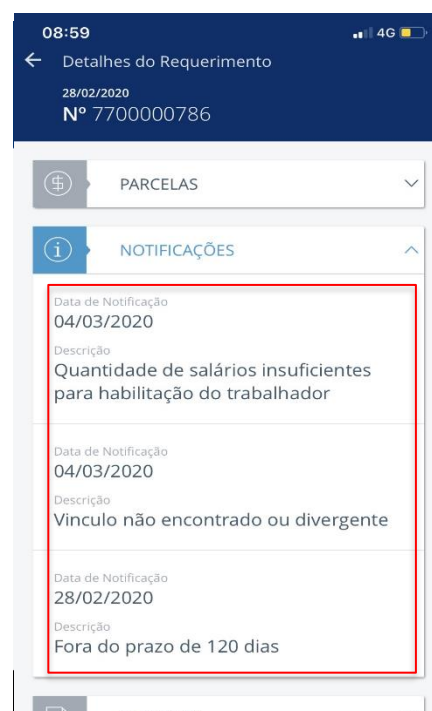 08:59
4G
Detalhes do Requerimento
28/02/2020
Nº 7700000786
PARCELAS
NOTIFICAÇÕES
Data de Notificação
04/03/2020
Descrição
Quantidade de salários insuficientes
para habilitação do trabalhador
Data de Notificação
04/03/2020
Descrição
Vinculo não encontrado ou divergente
Data de Notificação
28/02/2020
Descrição
Fora do prazo de 120 dias